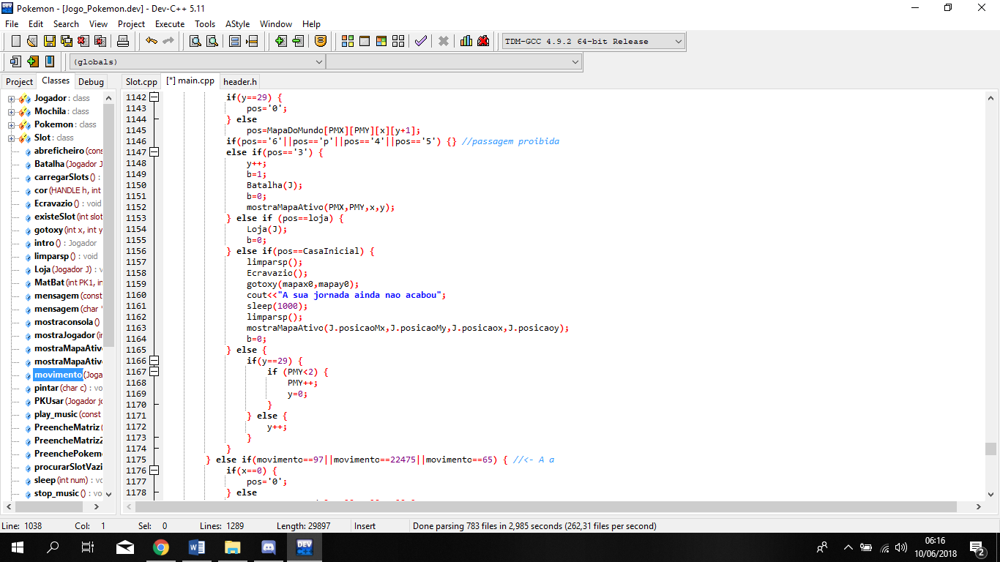 Pokemon - [Jogo_Pokemon.dev] - Dev-C++ 5.11
File Edit Search View Project Execute Tools AStyle Window Help
TDM-GCC 4.9.2 64-bit Release
(globals)
Project Classes Debug
Slot.cpp [*] main.cpp header.h
Jogador : class
Mochila : class
Pokemon : class
Slot : class
abreficheiro (cons
Batalha (Jogador J
carregarSlots () :
cor (HANDLE h, int
Ecravazio () : void
existeSlot (int slot
gotoxy (int x, int y
intro () : Jogador
limparsp () : void
Loja (Jogador J) : v
MatBat (int PK1, in
mensagem (const
mensagem (char *
mostraconsola ()
mostraJogador (in
mostraMapaAtiv
mostraMapaAtiv
movimento (Joga
pintar (char c) : vo
PKUsar (Jogador jo
play_music (const
PreencheMatriz (
PreencheMatriz2
PreenchePokem
procurarSlotVazi
sleep (int num) : vo
stop_music () : vo
1142 if(y==29) {
1143 pos='0';
1144 } else
1145 pos=MapaDoMundo[PMX][PMY][x][y+1];
1146 if(pos=='6'||pos=='p'||pos=='4'||pos=='5') {} //passagem proibida
1147 else if(pos=='3') {
1148 y++;
1149 b=1;
1150 Batalha(J);
1151 b=0;
1152 mostraMapaAtivo(PMX,PMY,x,y);
1153 } else if (pos==loja) {
1154 Loja(J);
1155 b=0;
1156 } else if(pos==CasaInicial) {
1157 limparsp();
1158 Ecravazio();
1159 gotoxy(mapax0,mapay0);
1160 cout<<"A sua jornada ainda nao acabou";
1161 sleep(1000);
1162 limparsp();
1163 mostraMapaAtivo(J.posicaoMx,J.posicaoMy,J.posicaox,J.posicaoy);
1164 b=0;
1165 } else {
1166 if(y==29) {
1167 if (PMY<2) {
1168 PMY++;
1169 y=0;
1170 }
1171 } else {
1172 y++;
1173 }
1174 }
1175 } else if(movimento==97||movimento==22475||movimento==65) { //<- A a
1176 if(x==0) {
1177 pos='0';
1178 } else
Line: 1038 Col: 1 Sel: 0 Lines: 1289 Length: 29897 Insert Done parsing 783 files in 2,985 seconds (262,31 files per second)
06:16
10/06/2018
2